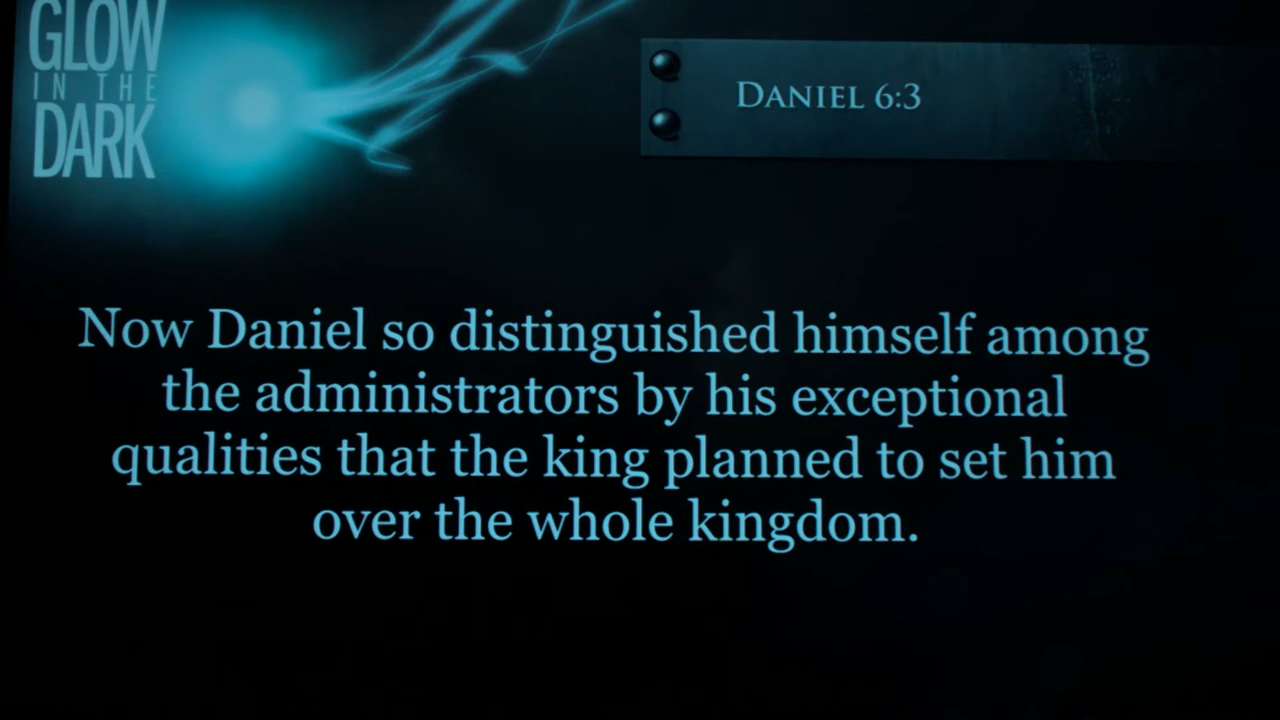 GLOW
IN THE
DARK
DANIEL 6:3
Now Daniel so distinguished himself among
the administrators by his exceptional
qualities that the king planned to set him
over the whole kingdom.